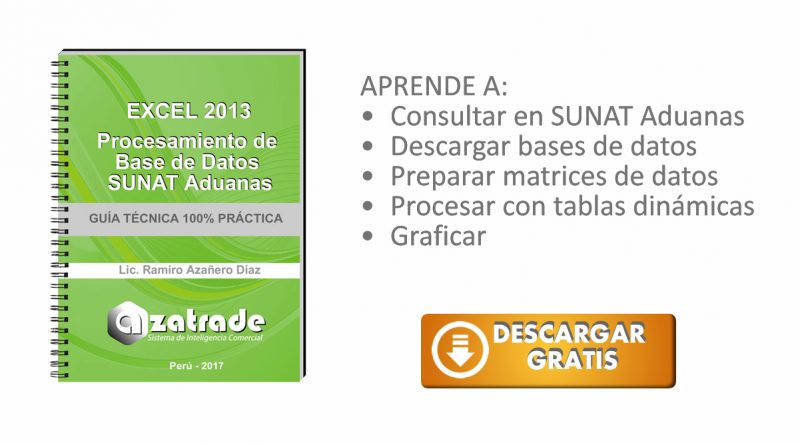 EXCEL 2013
Procesamiento de
Base de Datos
SUNAT Aduanas
GUÍA TÉCNICA 100% PRÁCTICA
Lic. Ramiro Azañero Díaz
azatrade
Sistema de Inteligencia Comercial
Perú - 2017
APRENDE A:
• Consultar en SUNAT Aduanas
• Descargar bases de datos
• Preparar matrices de datos
• Procesar con tablas dinámicas
• Graficar
DESCARGAR
GRATIS